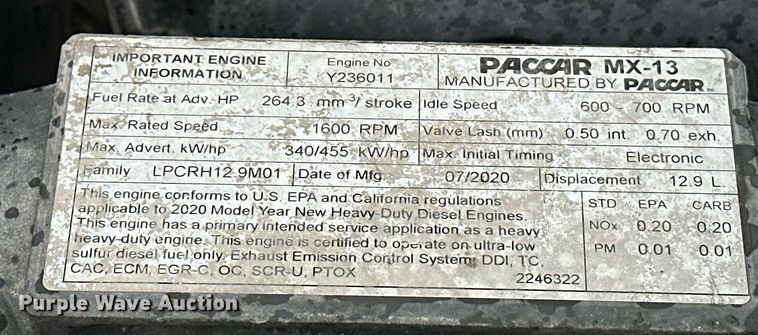 IMPORTANT ENGINE INFORMATION
Engine No
Y236011
PACCAR MX-13
MANUFACTURED BY PACCAR
Fuel Rate at Adv. HP 264.3 mm³/ stroke Idle Speed 600 - 700 RPM
Max. Rated Speed 1600 RPM Valve Lash (mm) 0.50 int. 0.70 exh.
Max. Advert. kW/hp 340/455 kW/hp Max. Initial Timing Electronic
Family LPCRH12.9M01 Date of Mfg. 07/2020 Displacement 12.9 L
This engine conforms to U.S. EPA and California regulations
applicable to 2020 Model Year New Heavy-Duty Diesel Engines.
This engine has a primary intended service application as a heavy
heavy-duty engine. This engine is certified to operate on ultra-low
sulfur diesel fuel only. Exhaust Emission Control System: DDI, TC,
CAC, ECM, EGR-C, OC, SCR-U, PTOX 2246322
STD EPA CARB
NOx 0.20 0.20
PM 0.01 0.01
Purple Wave Auction